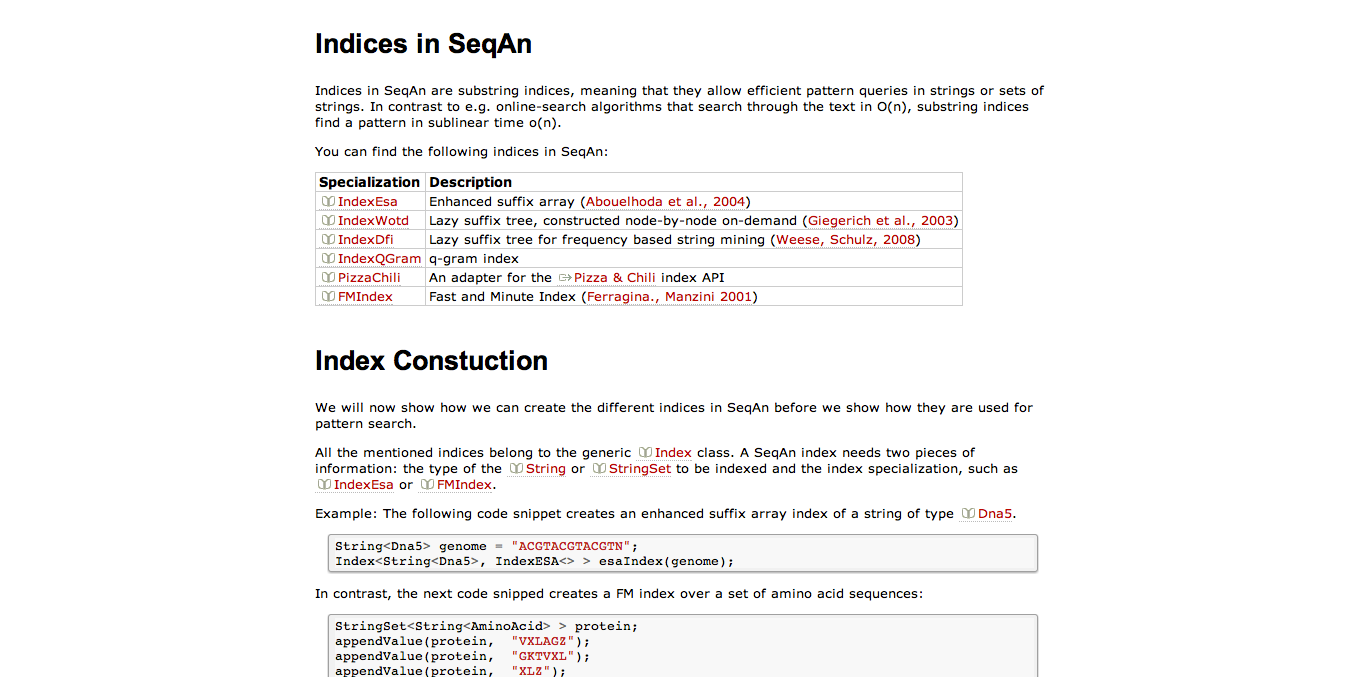 Indices in SeqAn
Indices in SeqAn are substring indices, meaning that they allow efficient pattern queries in strings or sets of
strings. In contrast to e.g. online-search algorithms that search through the text in O(n), substring indices
find a pattern in sublinear time o(n).
You can find the following indices in SeqAn:
Specialization Description
IndexEsa Enhanced suffix array (Abouelhoda et al., 2004)
IndexWotd Lazy suffix tree, constructed node-by-node on-demand (Giegerich et al., 2003)
IndexDfi Lazy suffix tree for frequency based string mining (Weese, Schulz, 2008)
IndexQGram q-gram index
PizzaChili An adapter for the Pizza & Chili index API
FMIndex Fast and Minute Index (Ferragina., Manzini 2001)
Index Constuction
We will now show how we can create the different indices in SeqAn before we show how they are used for
pattern search.
All the mentioned indices belong to the generic Index class. A SeqAn index needs two pieces of
information: the type of the String or StringSet to be indexed and the index specialization, such as
IndexEsa or FMIndex.
Example: The following code snippet creates an enhanced suffix array index of a string of type Dna5.
String<Dna5> genome = "ACGTACGTACGTN";
Index<String<Dna5>, IndexESA<> > esaIndex(genome);
In contrast, the next code snipped creates a FM index over a set of amino acid sequences:
StringSet<String<AminoAcid> > protein;
appendValue(protein, "VXLAGZ");
appendValue(protein, "GKTVXL");
appendValue(protein, "XLZ");